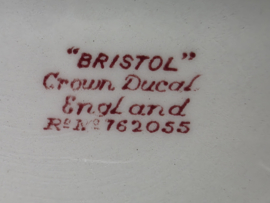 "BRISTOL"
Crown Ducal
England
Rd No 762055